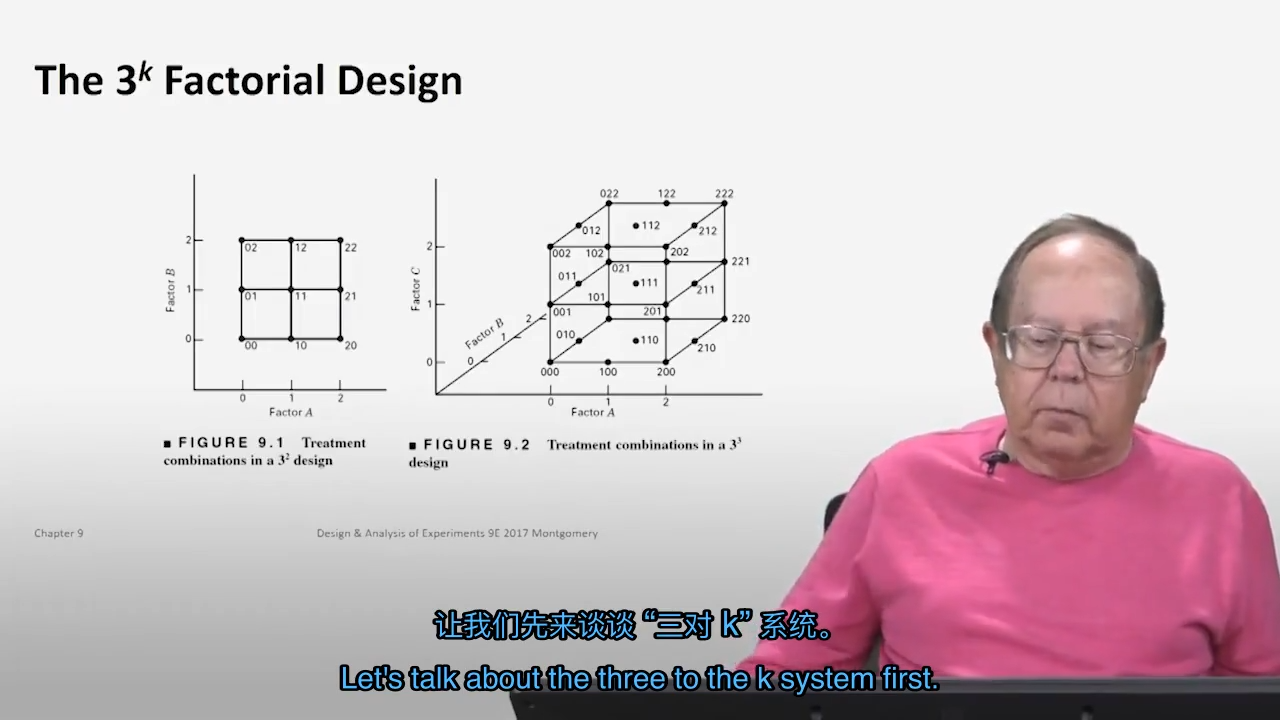 The 3^k Factorial Design
2
1
0
Factor B
02 12 22
01 11 21
00 10 20
0 1 2
Factor A
2
1
0
Factor C
2
1
0
Factor B
022 122 222
012 112 212
002 102 202
021 221
011 111 211
001 101 201
220
010 110 210
000 100 200
0 1 2
Factor A
■ FIGURE 9.1 Treatment
combinations in a 3² design
■ FIGURE 9.2 Treatment combinations in a 3³
design
Chapter 9
Design & Analysis of Experiments 9E 2017 Montgomery
让我们先来谈谈 “三对 k” 系统。
Let's talk about the three to the k system first.